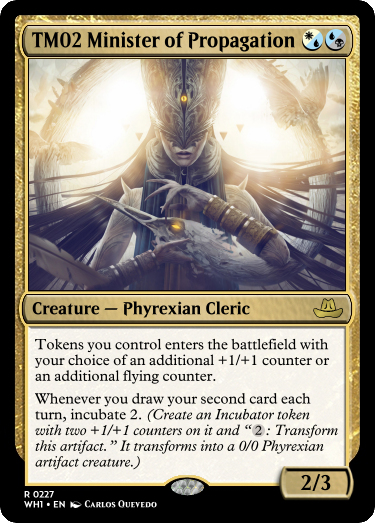 TM02 Minister of Propagation
Creature — Phyrexian Cleric
Tokens you control enters the battlefield with
your choice of an additional +1/+1 counter or
an additional flying counter.
Whenever you draw your second card each
turn, incubate 2. (Create an Incubator token
with two +1/+1 counters on it and “2: Transform
this artifact.” It transforms into a 0/0 Phyrexian
artifact creature.)
2/3
R 0227
WH1 • EN Carlos Quevedo